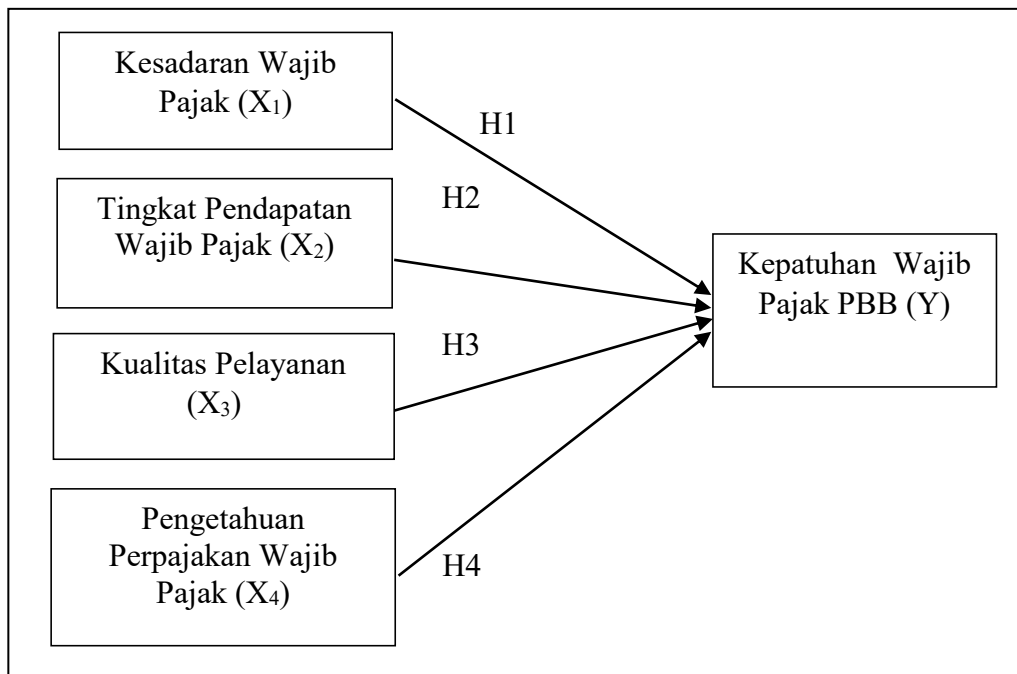 Kesadaran Wajib
Pajak (X₁)
H1
Tingkat Pendapatan
Wajib Pajak (X₂)
H2
Kualitas Pelayanan
(X₃)
H3
Pengetahuan
Perpajakan Wajib
Pajak (X₄)
H4
Kepatuhan Wajib
Pajak PBB (Y)